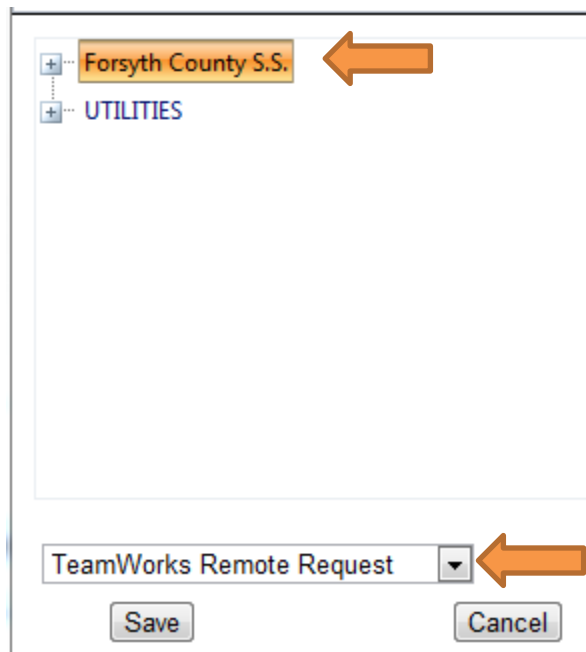 Forsyth County S.S.
UTILITIES
TeamWorks Remote Request
Save Cancel